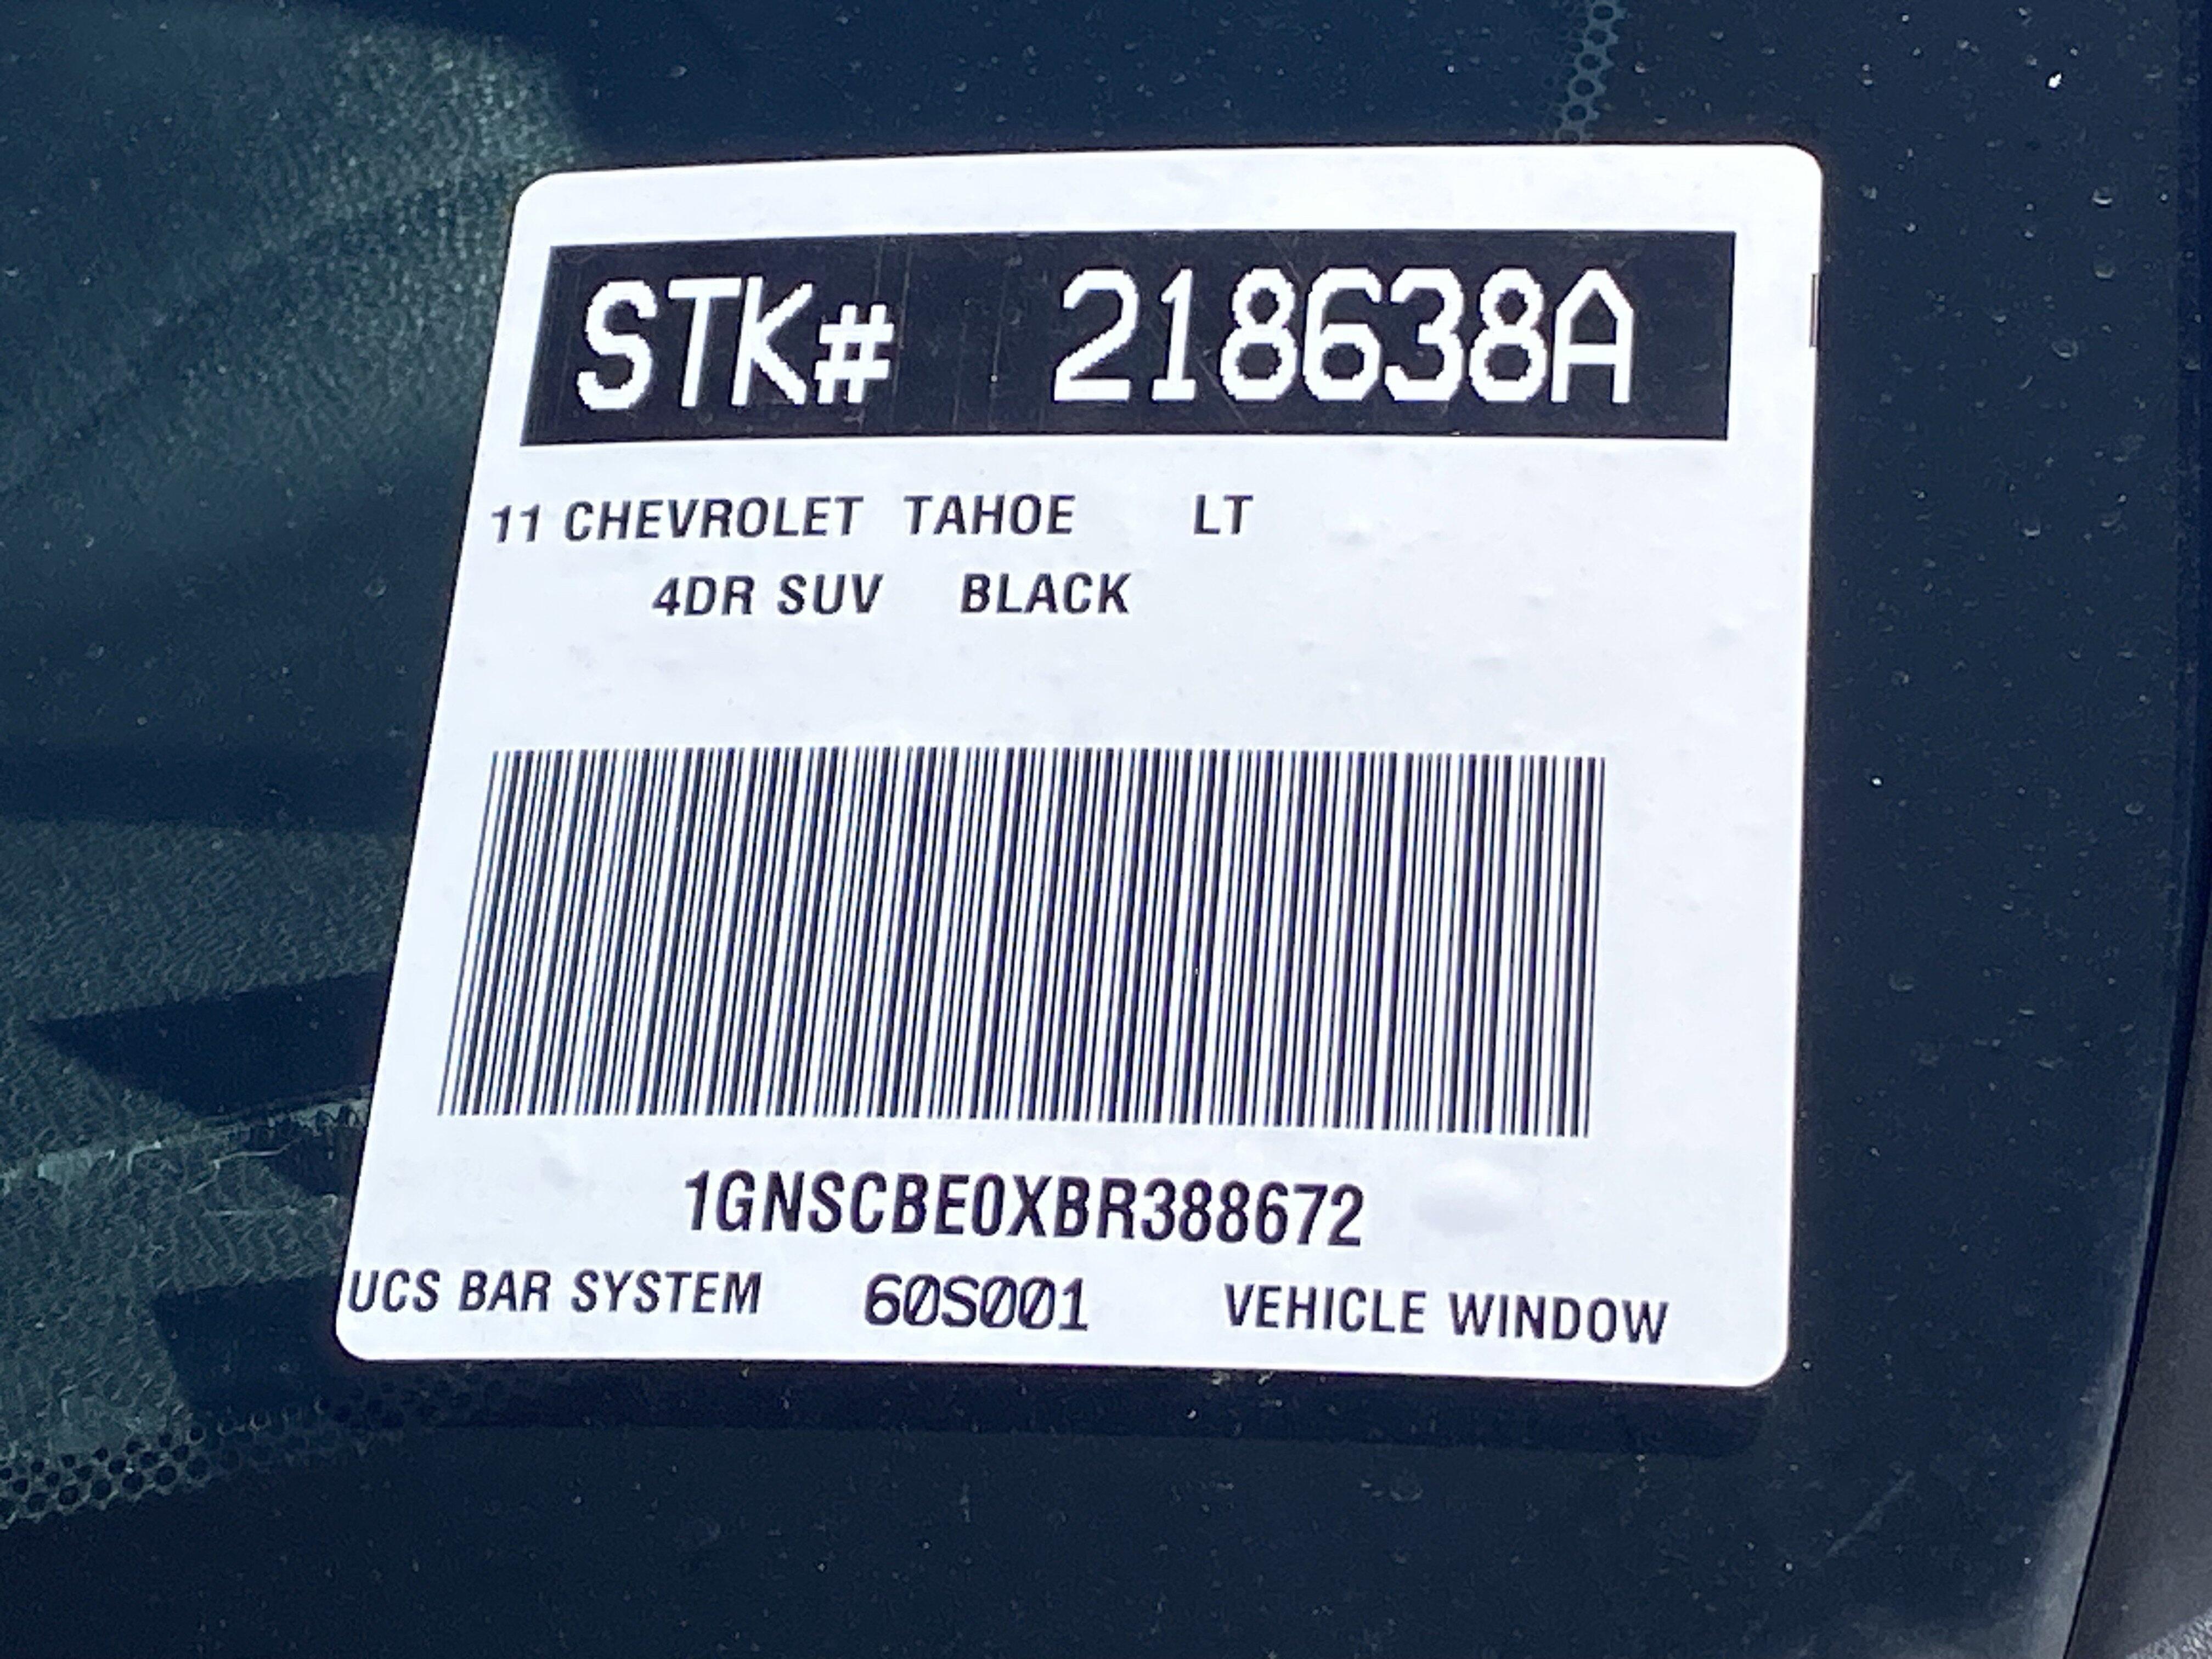 STK# 218638A
11 CHEVROLET TAHOE LT
4DR SUV BLACK
1GNSCBE0XBR388672
UCS BAR SYSTEM 60S001 VEHICLE WINDOW